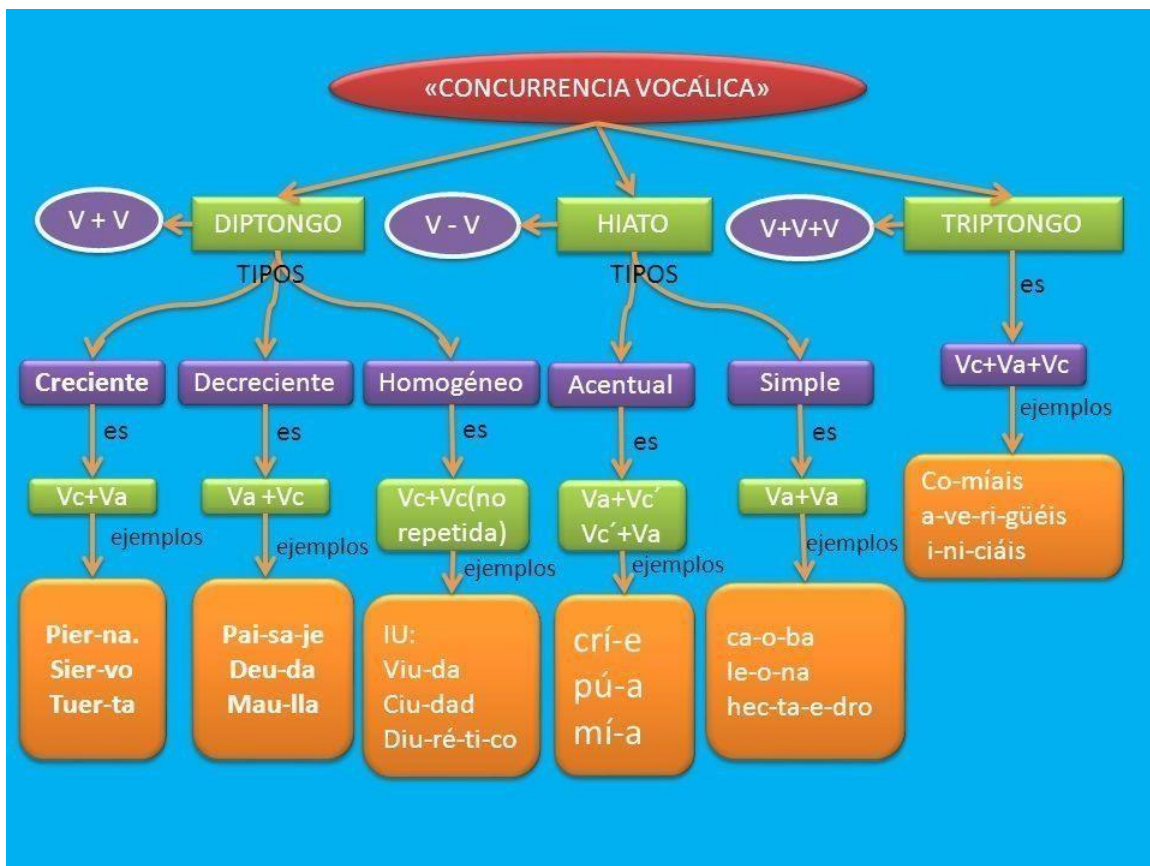 «CONCURRENCIA VOCÁLICA»
V + V
DIPTONGO
V - V
HIATO
V+V+V
TRIPTONGO
TIPOS
TIPOS
es
Creciente
Decreciente
Homogéneo
Acentual
Simple
Vc+Va+Vc
ejemplos
es
es
es
es
es
Vc+Va
Va +Vc
Vc+Vc(no
repetida)
Va+Vc´
Vc´+Va
Va+Va
Co-míais
a-ve-ri-güéis
i-ni-ciáis
ejemplos
ejemplos
ejemplos
ejemplos
ejemplos
Pier-na.
Sier-vo
Tuer-ta
Pai-sa-je
Deu-da
Mau-lla
IU:
Viu-da
Ciu-dad
Diu-ré-ti-co
crí-e
pú-a
mí-a
ca-o-ba
le-o-na
hec-ta-e-dro